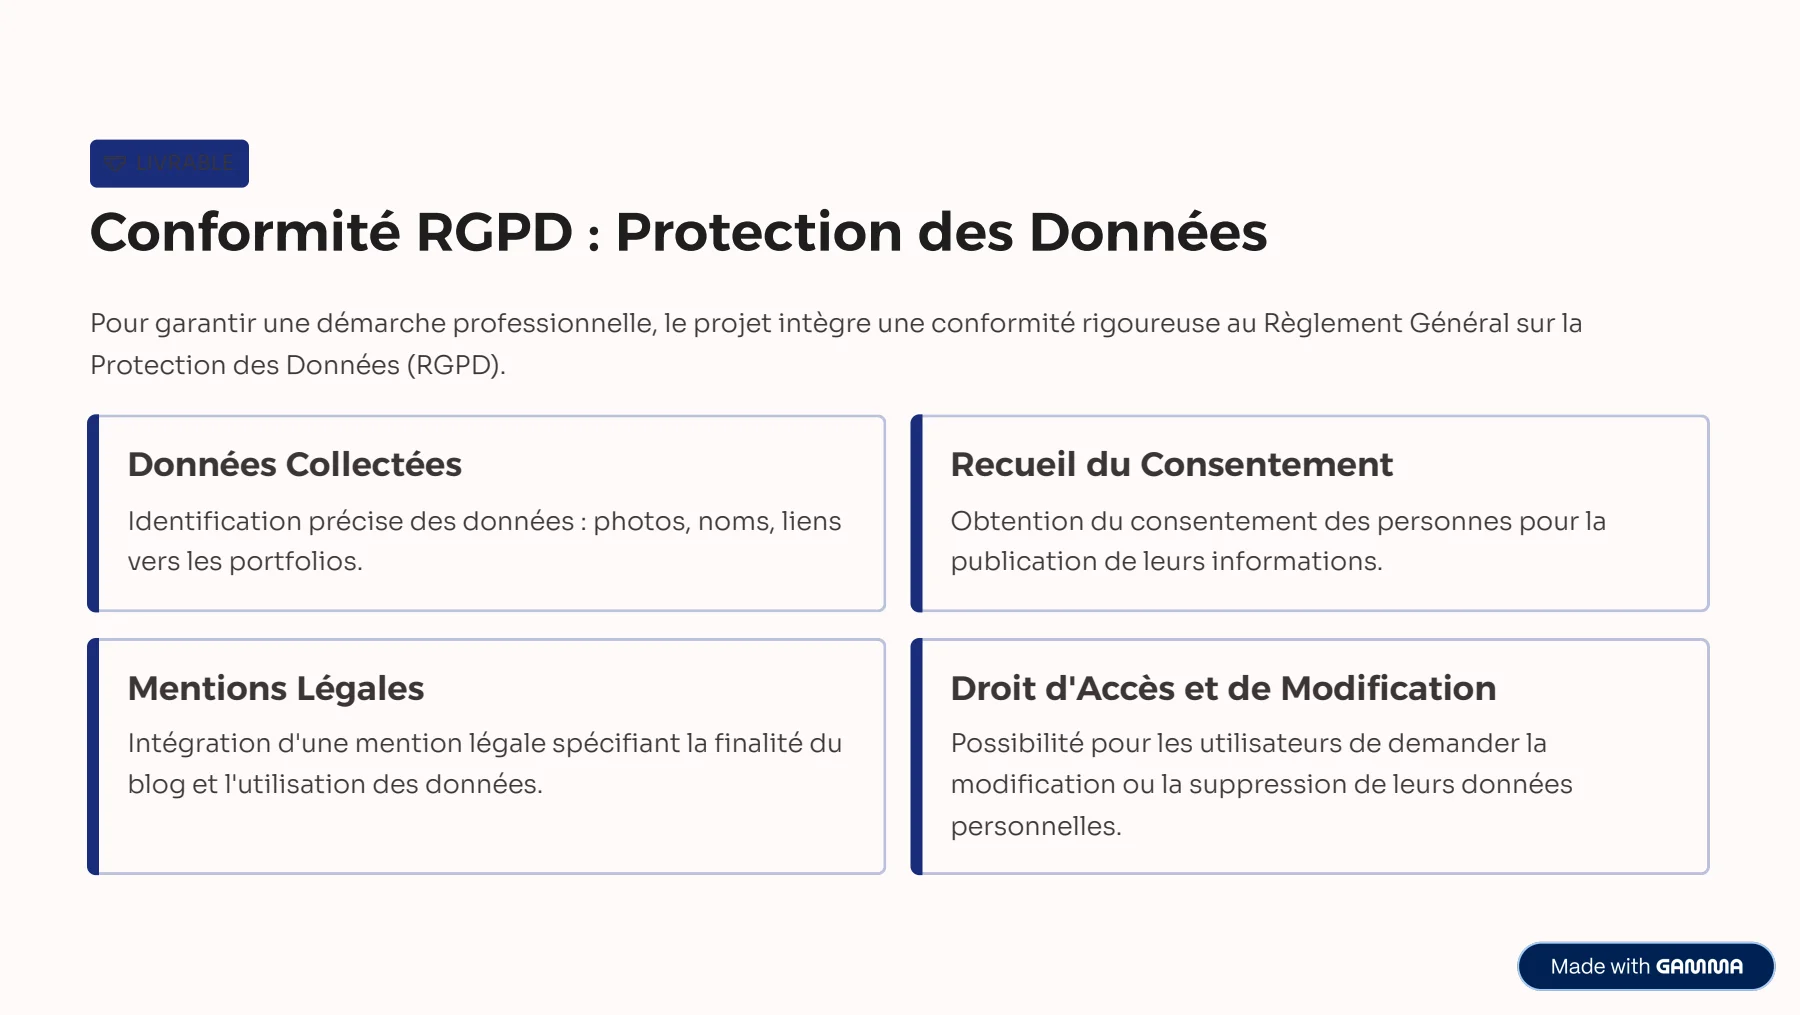 LIVRABLE
Conformité RGPD : Protection des Données
Pour garantir une démarche professionnelle, le projet intègre une conformité rigoureuse au Règlement Général sur la
Protection des Données (RGPD).
Données Collectées
Identification précise des données : photos, noms, liens
vers les portfolios.
Recueil du Consentement
Obtention du consentement des personnes pour la
publication de leurs informations.
Mentions Légales
Intégration d'une mention légale spécifiant la finalité du
blog et l'utilisation des données.
Droit d'Accès et de Modification
Possibilité pour les utilisateurs de demander la
modification ou la suppression de leurs données
personnelles.
Made with GAMMA